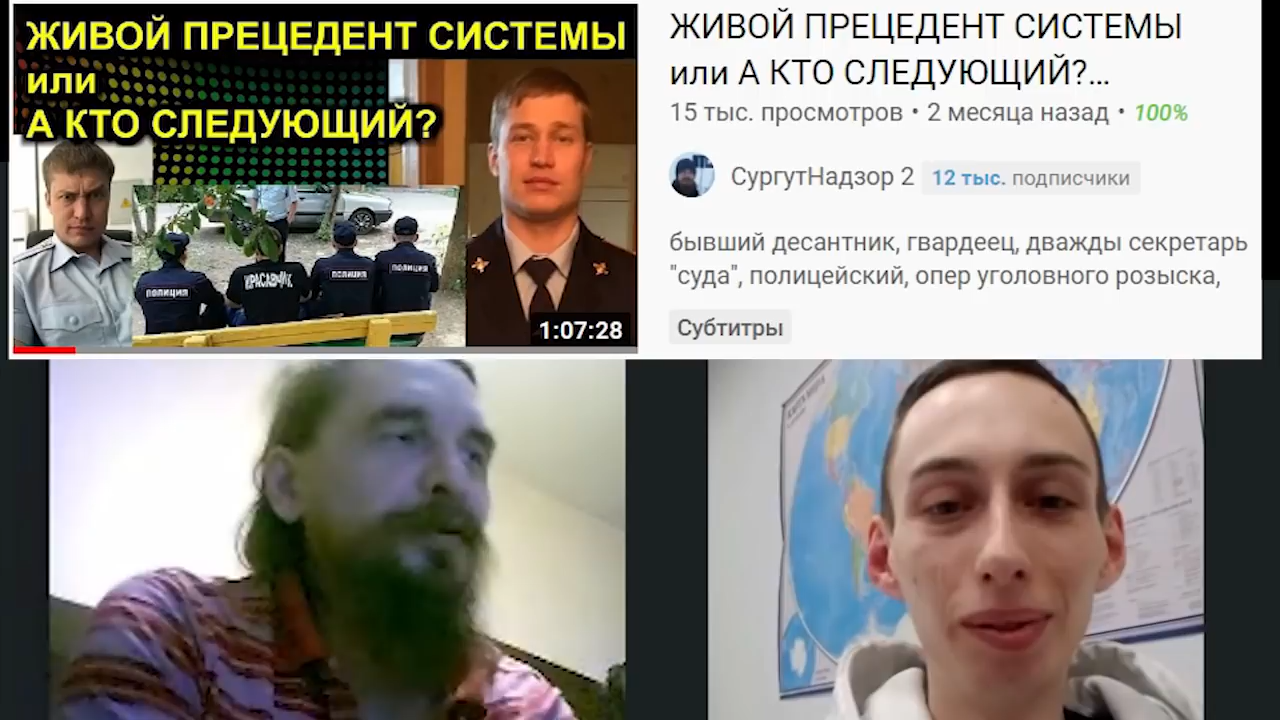 ЖИВОЙ ПРЕЦЕДЕНТ СИСТЕМЫ
или
А КТО СЛЕДУЮЩИЙ?
полиция
КРАСАВЧИК
полиция
полиция
1:07:28
ЖИВОЙ ПРЕЦЕДЕНТ СИСТЕМЫ
или А КТО СЛЕДУЮЩИЙ?...
15 тыс. просмотров • 2 месяца назад • 100%
СургутНадзор 2 12 тыс. подписчики
бывший десантник, гвардеец, дважды секретарь
"суда", полицейский, опер уголовного розыска,
Субтитры